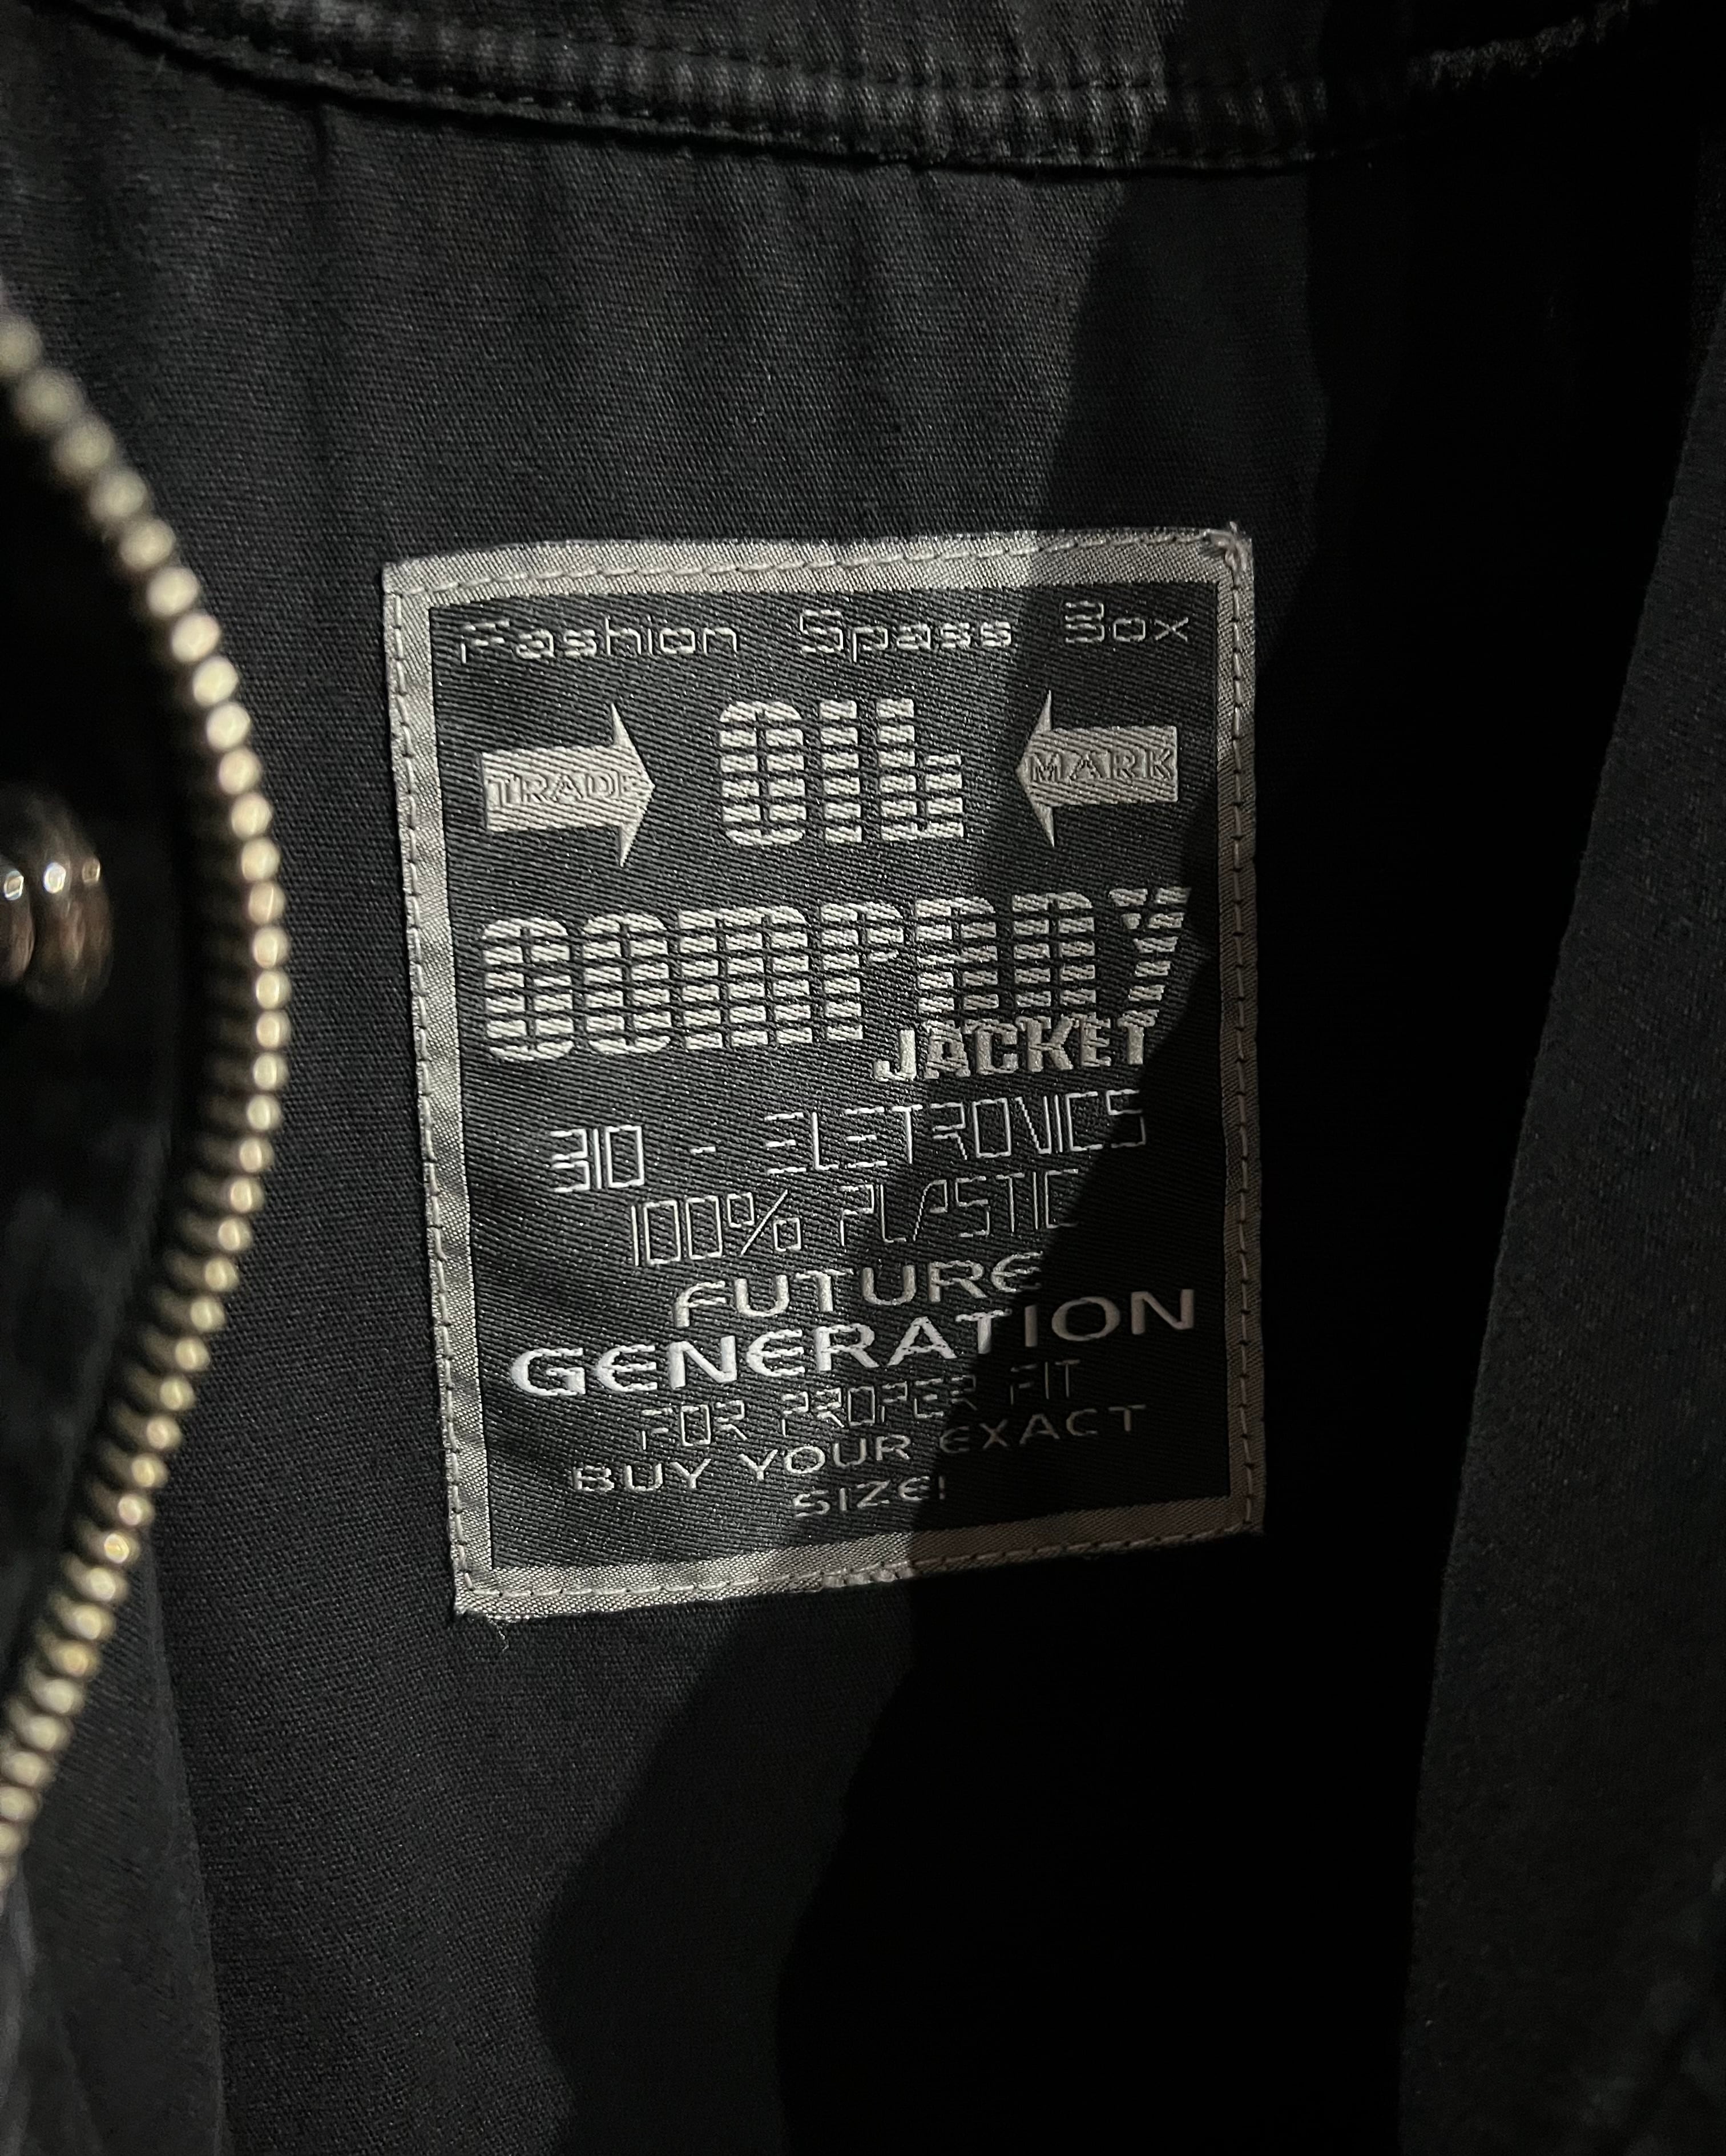 Fashion Spass Box
TRADE OIL MARK
COMPANY
JACKET
3D - ELETRONICS
100% PLASTIC
FUTURE
GENERATION
FOR PROPER FIT
BUY YOUR EXACT
SIZE!